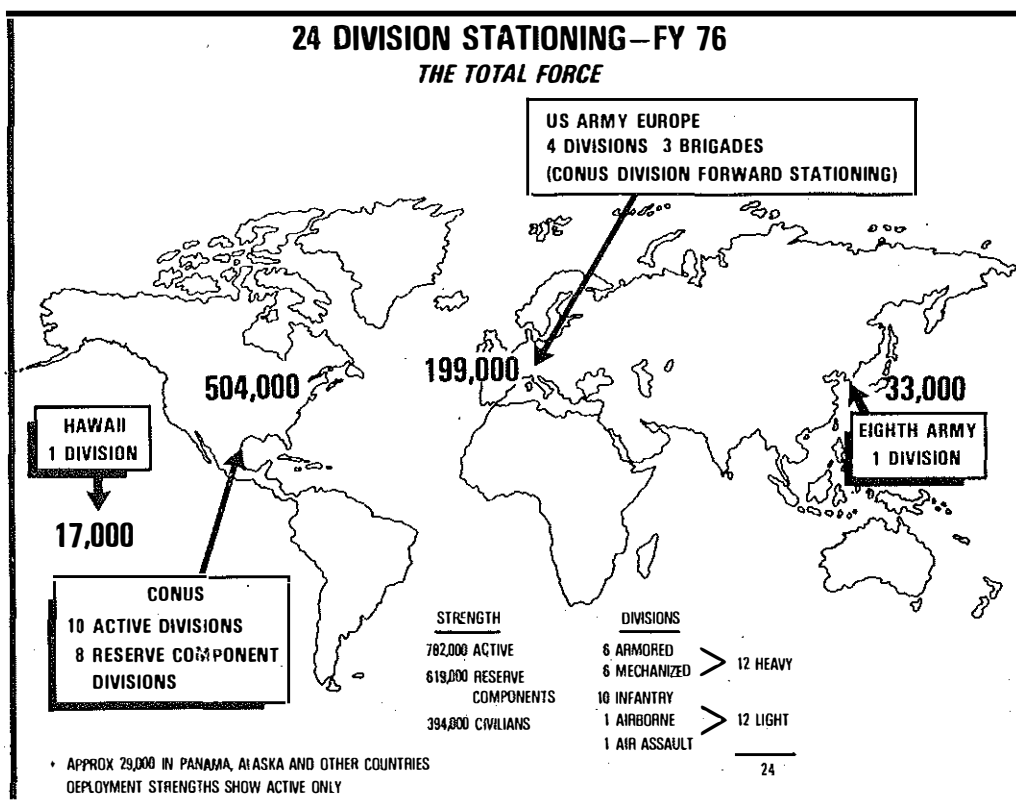 24 DIVISION STATIONING–FY 76
THE TOTAL FORCE
US ARMY EUROPE
4 DIVISIONS 3 BRIGADES
(CONUS DIVISION FORWARD STATIONING)
504,000
199,000
33,000
HAWAII
1 DIVISION
17,000
EIGHTH ARMY
1 DIVISION
CONUS
10 ACTIVE DIVISIONS
8 RESERVE COMPONENT
DIVISIONS
STRENGTH
782,000 ACTIVE
619,000 RESERVE
COMPONENTS
394,000 CIVILIANS
DIVISIONS
6 ARMORED
6 MECHANIZED
12 HEAVY
10 INFANTRY
1 AIRBORNE
12 LIGHT
1 AIR ASSAULT
24
* APPROX 29,000 IN PANAMA, ALASKA AND OTHER COUNTRIES
DEPLOYMENT STRENGTHS SHOW ACTIVE ONLY